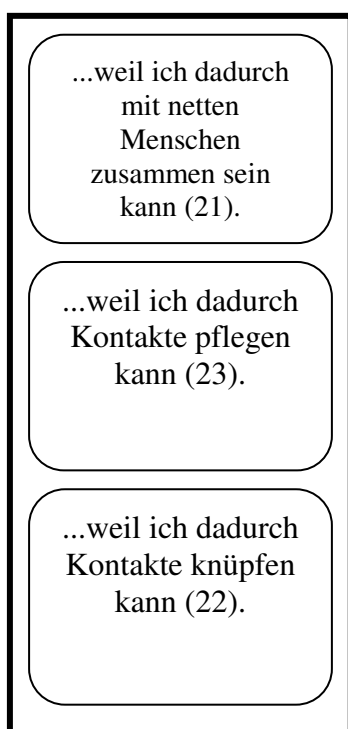 ...weil ich dadurch
mit netten
Menschen
zusammen sein
kann (21).
...weil ich dadurch
Kontakte pflegen
kann (23).
...weil ich dadurch
Kontakte knüpfen
kann (22).